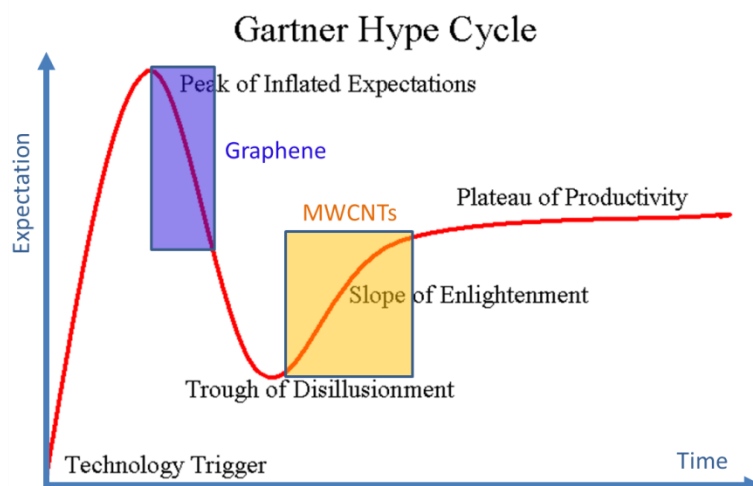 Gartner Hype Cycle
Peak of Inflated Expectations
Graphene
Expectation
Plateau of Productivity
MWCNTs
Slope of Enlightenment
Trough of Disillusionment
Technology Trigger
Time